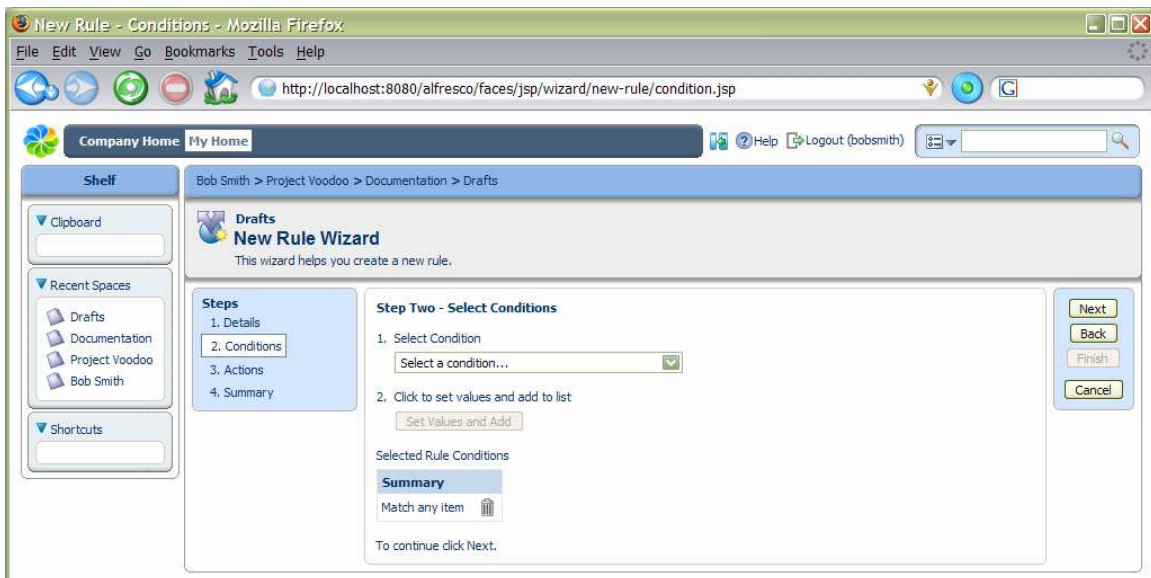 New Rule - Conditions - Mozilla Firefox
File Edit View Go Bookmarks Tools Help
http://localhost:8080/alfresco/faces/jsp/wizard/new-rule/condition.jsp
G
Company Home My Home
Help Logout (bobsmith)
Shelf
Bob Smith > Project Voodoo > Documentation > Drafts
Clipboard
Recent Spaces
Drafts
Documentation
Project Voodoo
Bob Smith
Shortcuts
Drafts
New Rule Wizard
This wizard helps you create a new rule.
Steps
1. Details
2. Conditions
3. Actions
4. Summary
Step Two - Select Conditions
1. Select Condition
Select a condition...
2. Click to set values and add to list
Set Values and Add
Selected Rule Conditions
Summary
Match any item
To continue click Next.
Next
Back
Finish
Cancel